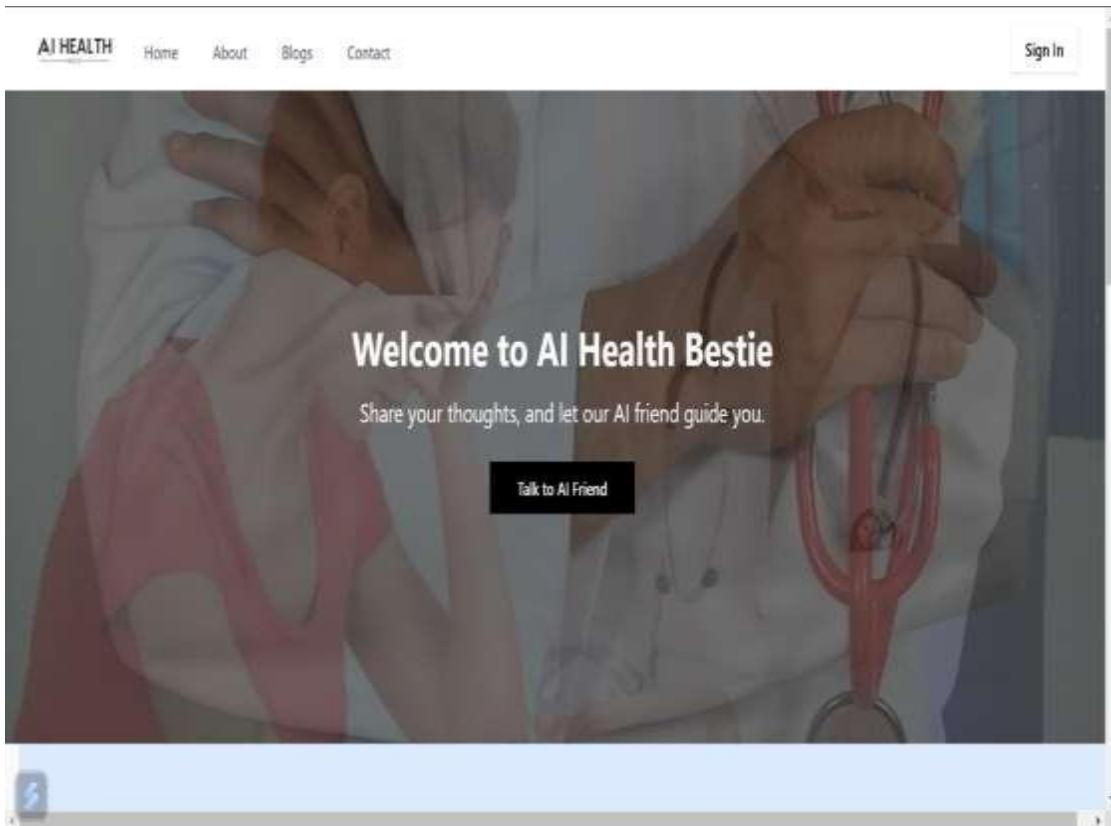 AI HEALTH
Home About Blogs Contact
Sign In
Welcome to AI Health Bestie
Share your thoughts, and let our AI friend guide you.
Talk to AI Friend